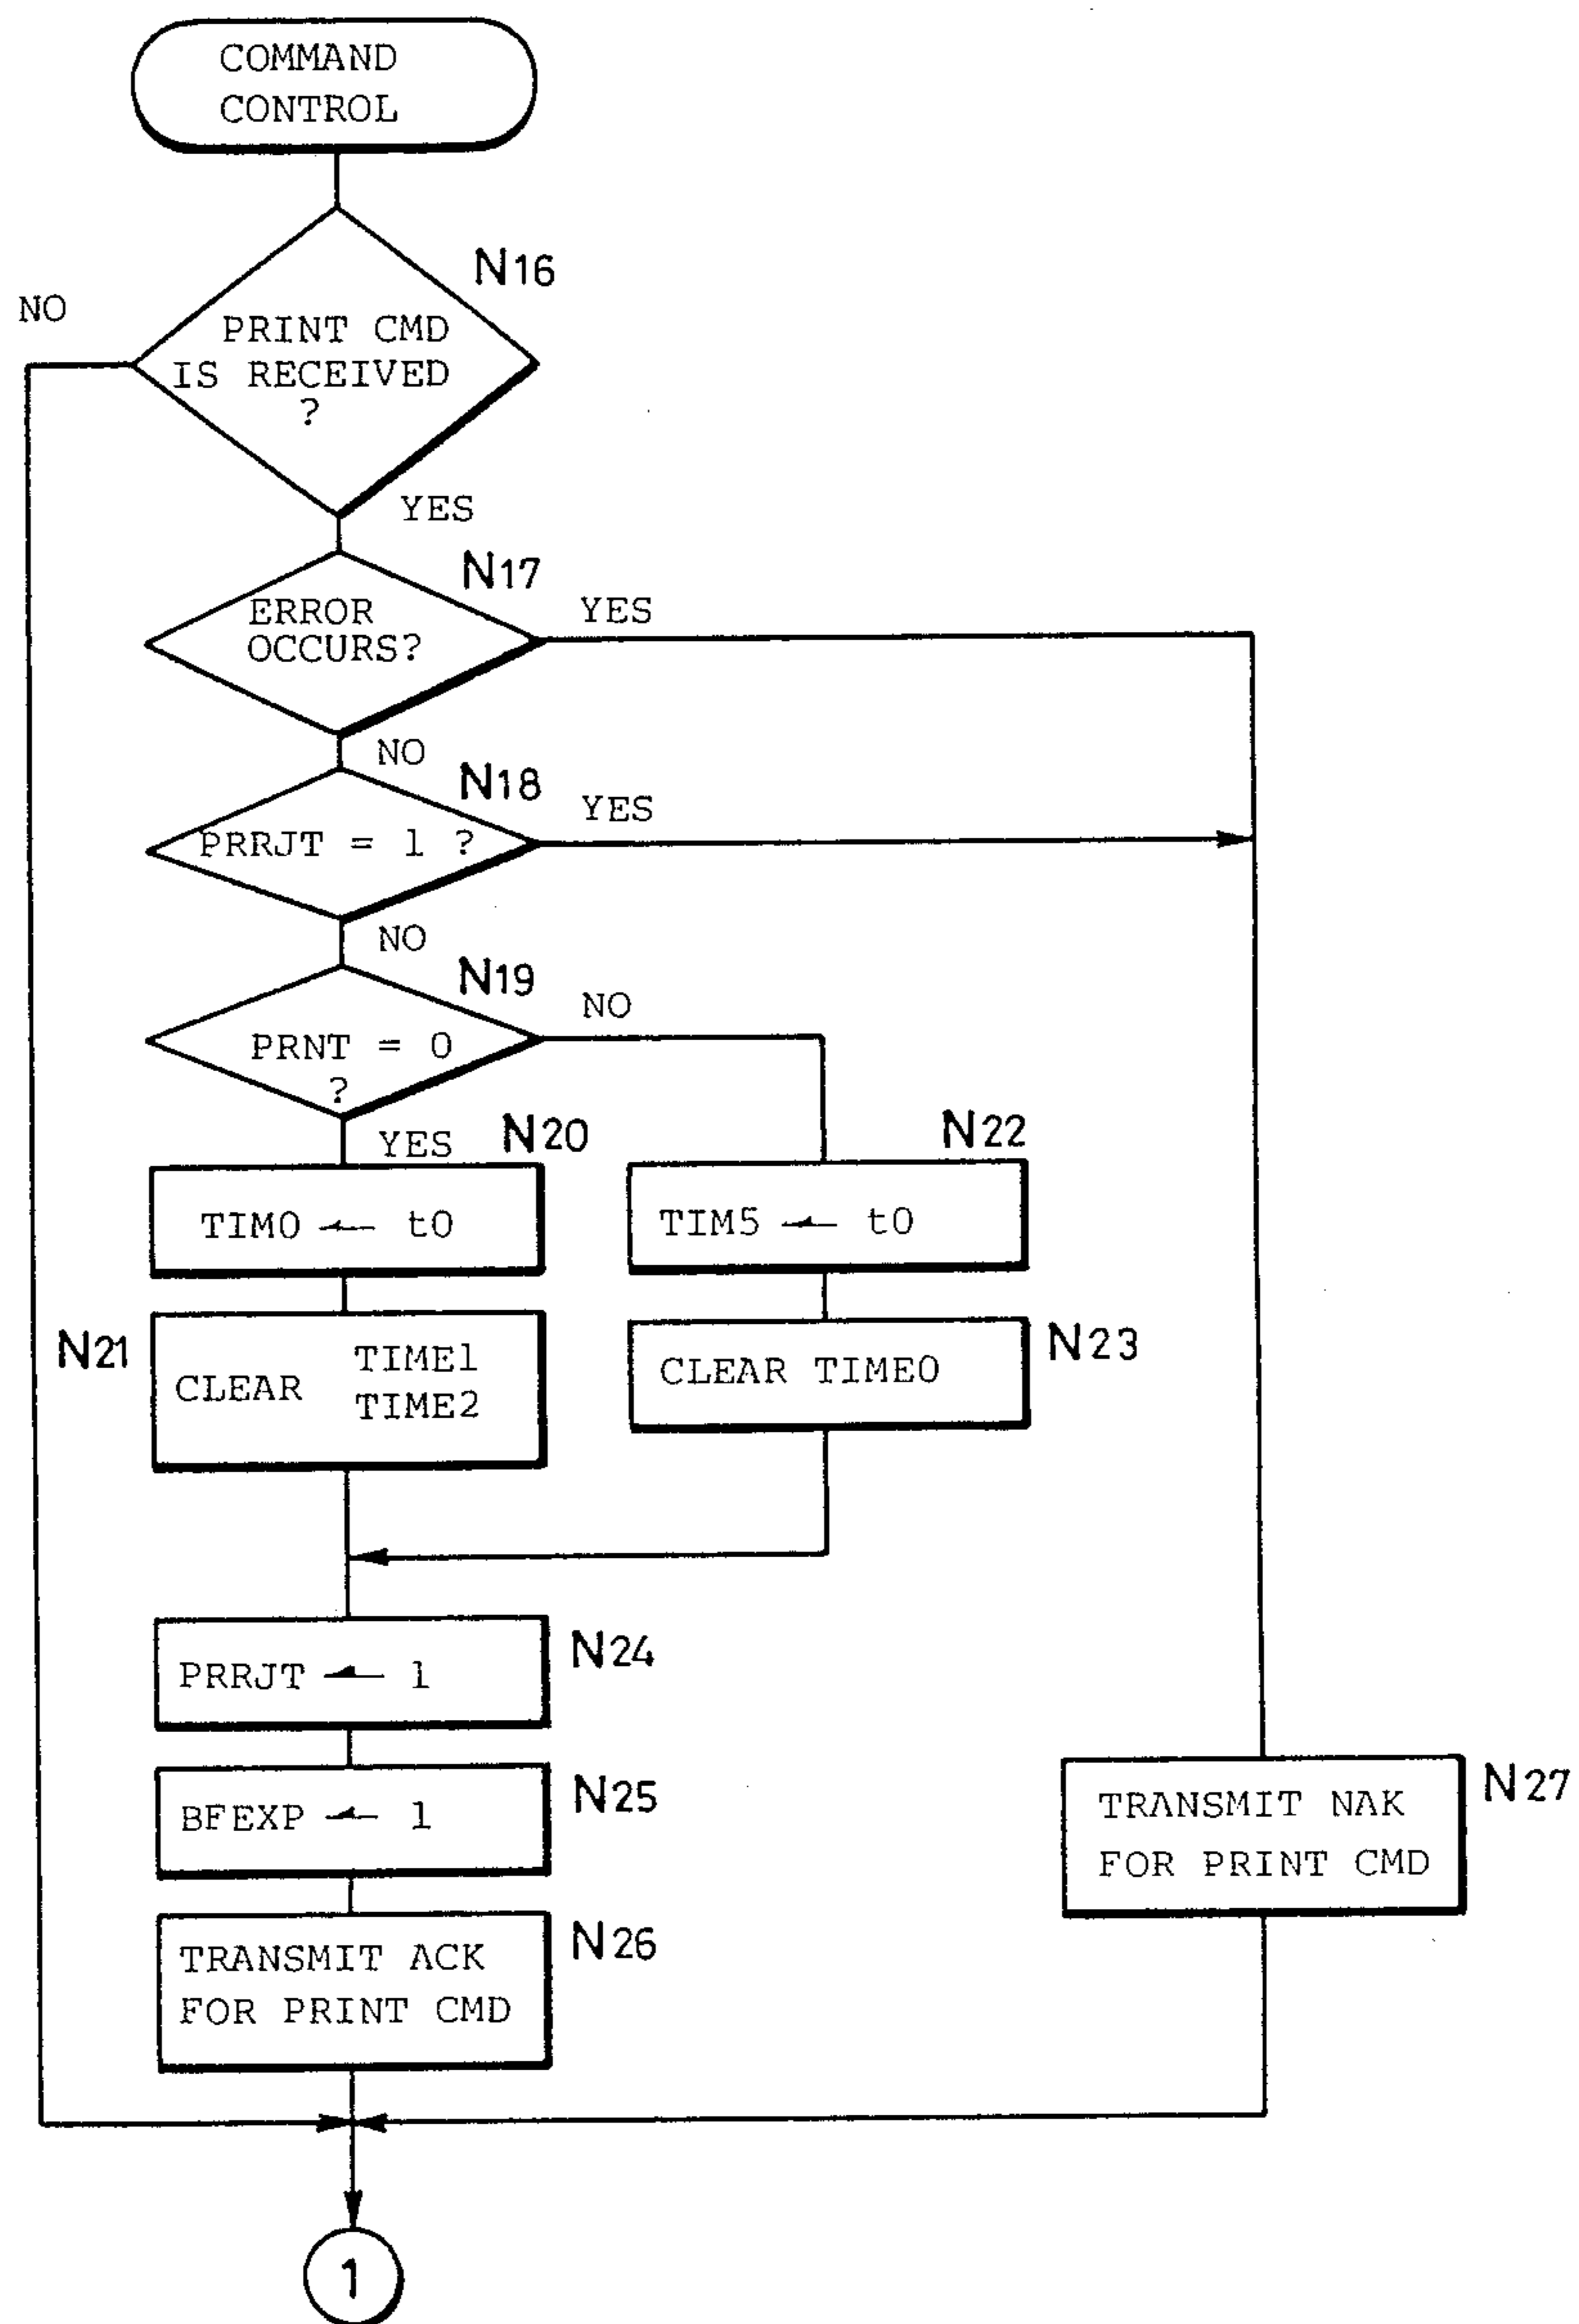 COMMAND
CONTROL
N16
NO
PRINT CMD
IS RECEIVED
?
YES
N17
ERROR
OCCURS?
YES
NO
N18
PRRJT = 1 ?
YES
NO
N19
PRNT = 0
?
NO
YES
N20
TIM0 ← t0
N22
TIM5 ← t0
N21
CLEAR TIME1
TIME2
CLEAR TIME0
N23
PRRJT ← 1
N24
BFEXP ← 1
N25
TRANSMIT ACK
FOR PRINT CMD
N26
TRANSMIT NAK
FOR PRINT CMD
N27
1